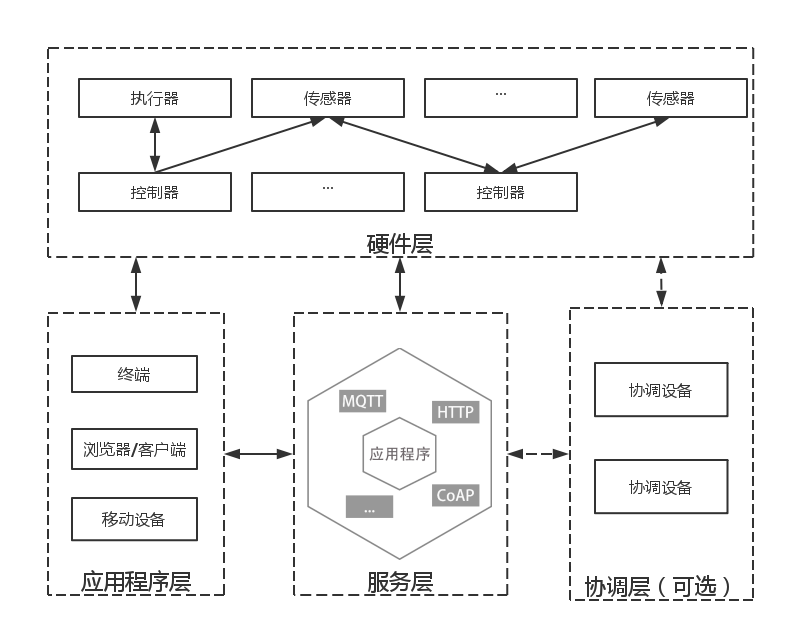 执行器
传感器
...
传感器
控制器
...
控制器
硬件层
终端
浏览器/客户端
移动设备
应用程序层
MQTT
HTTP
应用程序
CoAP
...
服务层
协调设备
协调设备
协调层（可选）